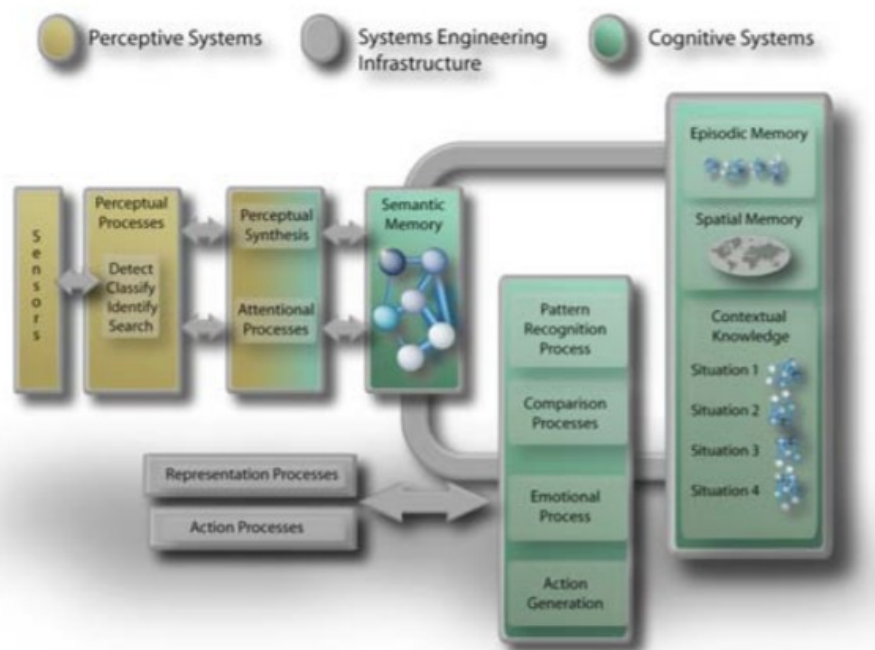 Perceptive Systems
Systems Engineering
Infrastructure
Cognitive Systems
Sensors
Perceptual
Processes
Detect
Classify
Identify
Search
Perceptual
Synthesis
Attentional
Processes
Semantic
Memory
Episodic Memory
Spatial Memory
Contextual
Knowledge
Situation 1
Situation 2
Situation 3
Situation 4
Pattern
Recognition
Process
Comparison
Processes
Emotional
Process
Action
Generation
Representation Processes
Action Processes